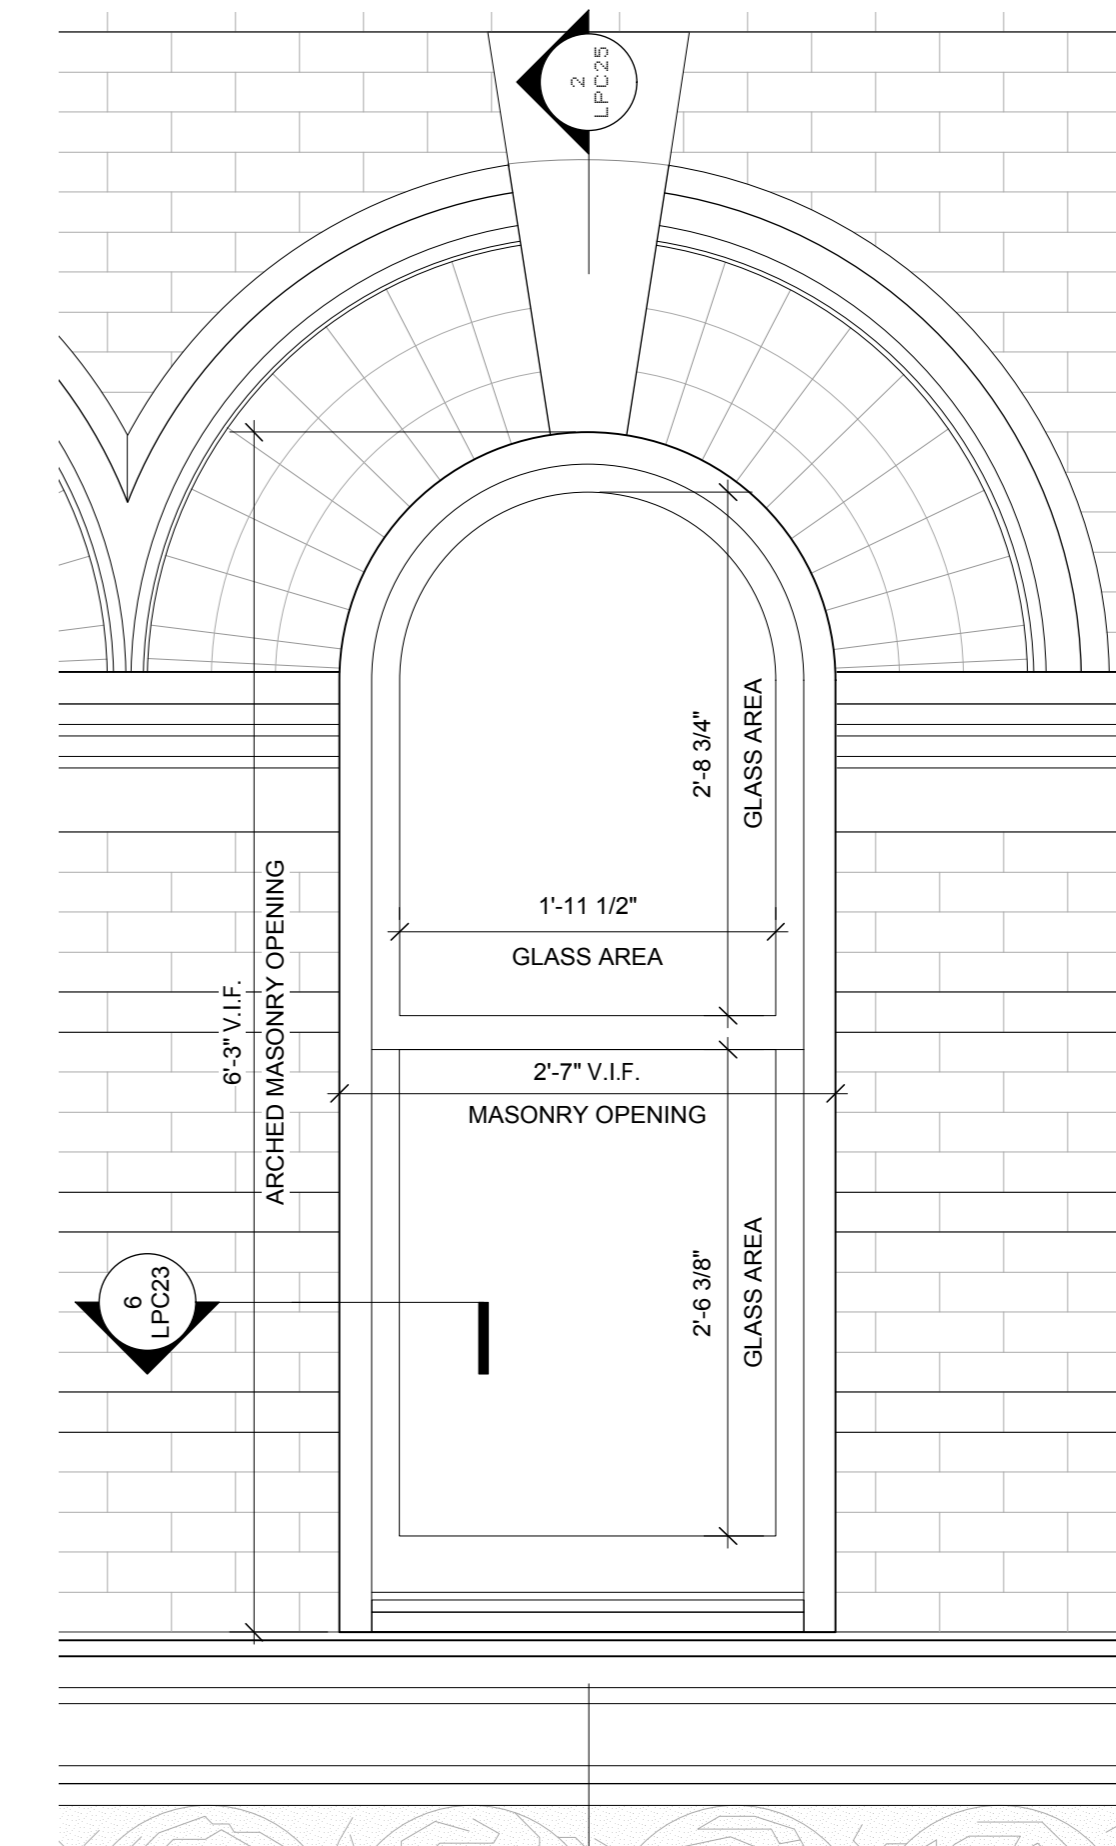 2
LPC25
2'-8 3/4"
GLASS AREA
1'-11 1/2"
GLASS AREA
6'-3" V.I.F.
ARCHED MASONRY OPENING
2'-7" V.I.F.
MASONRY OPENING
2'-6 3/8"
GLASS AREA
6
LPC23